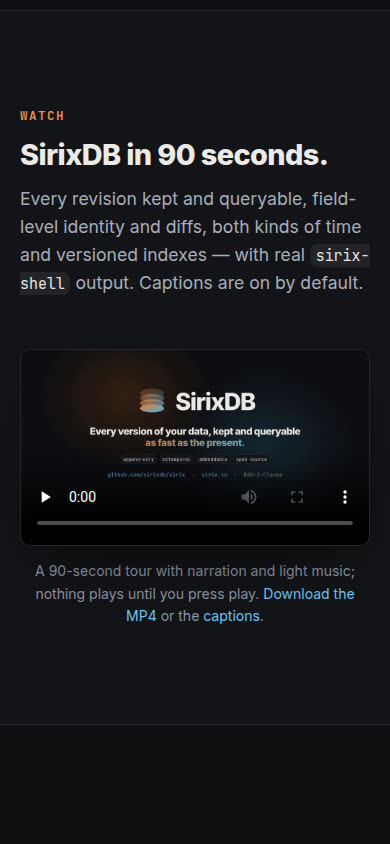 WATCH
SirixDB in 90 seconds.
Every revision kept and queryable, field-
level identity and diffs, both kinds of time
and versioned indexes — with real sirix-
shell output. Captions are on by default.
SirixDB
Every version of your data, kept and queryable
as fast as the present.
append-only bitemporal embeddable open source
github.com/sirixdb/sirix · sirix.io · BSD-3-Clause
0:00
A 90-second tour with narration and light music;
nothing plays until you press play. Download the
MP4 or the captions.